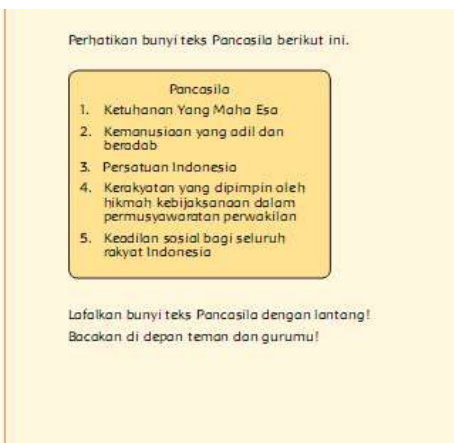 Perhatikan bunyi teks Pancasila berikut ini.
Pancasila
1. Ketuhanan Yang Maha Esa
2. Kemanusiaan yang adil dan
beradab
3. Persatuan Indonesia
4. Kerakyatan yang dipimpin oleh
hikmah kebijaksanaan dalam
permusyawaratan perwakilan
5. Keadilan sosial bagi seluruh
rakyat Indonesia
Lafalkan bunyi teks Pancasila dengan lantang!
Bacakan di depan teman dan gurumu!